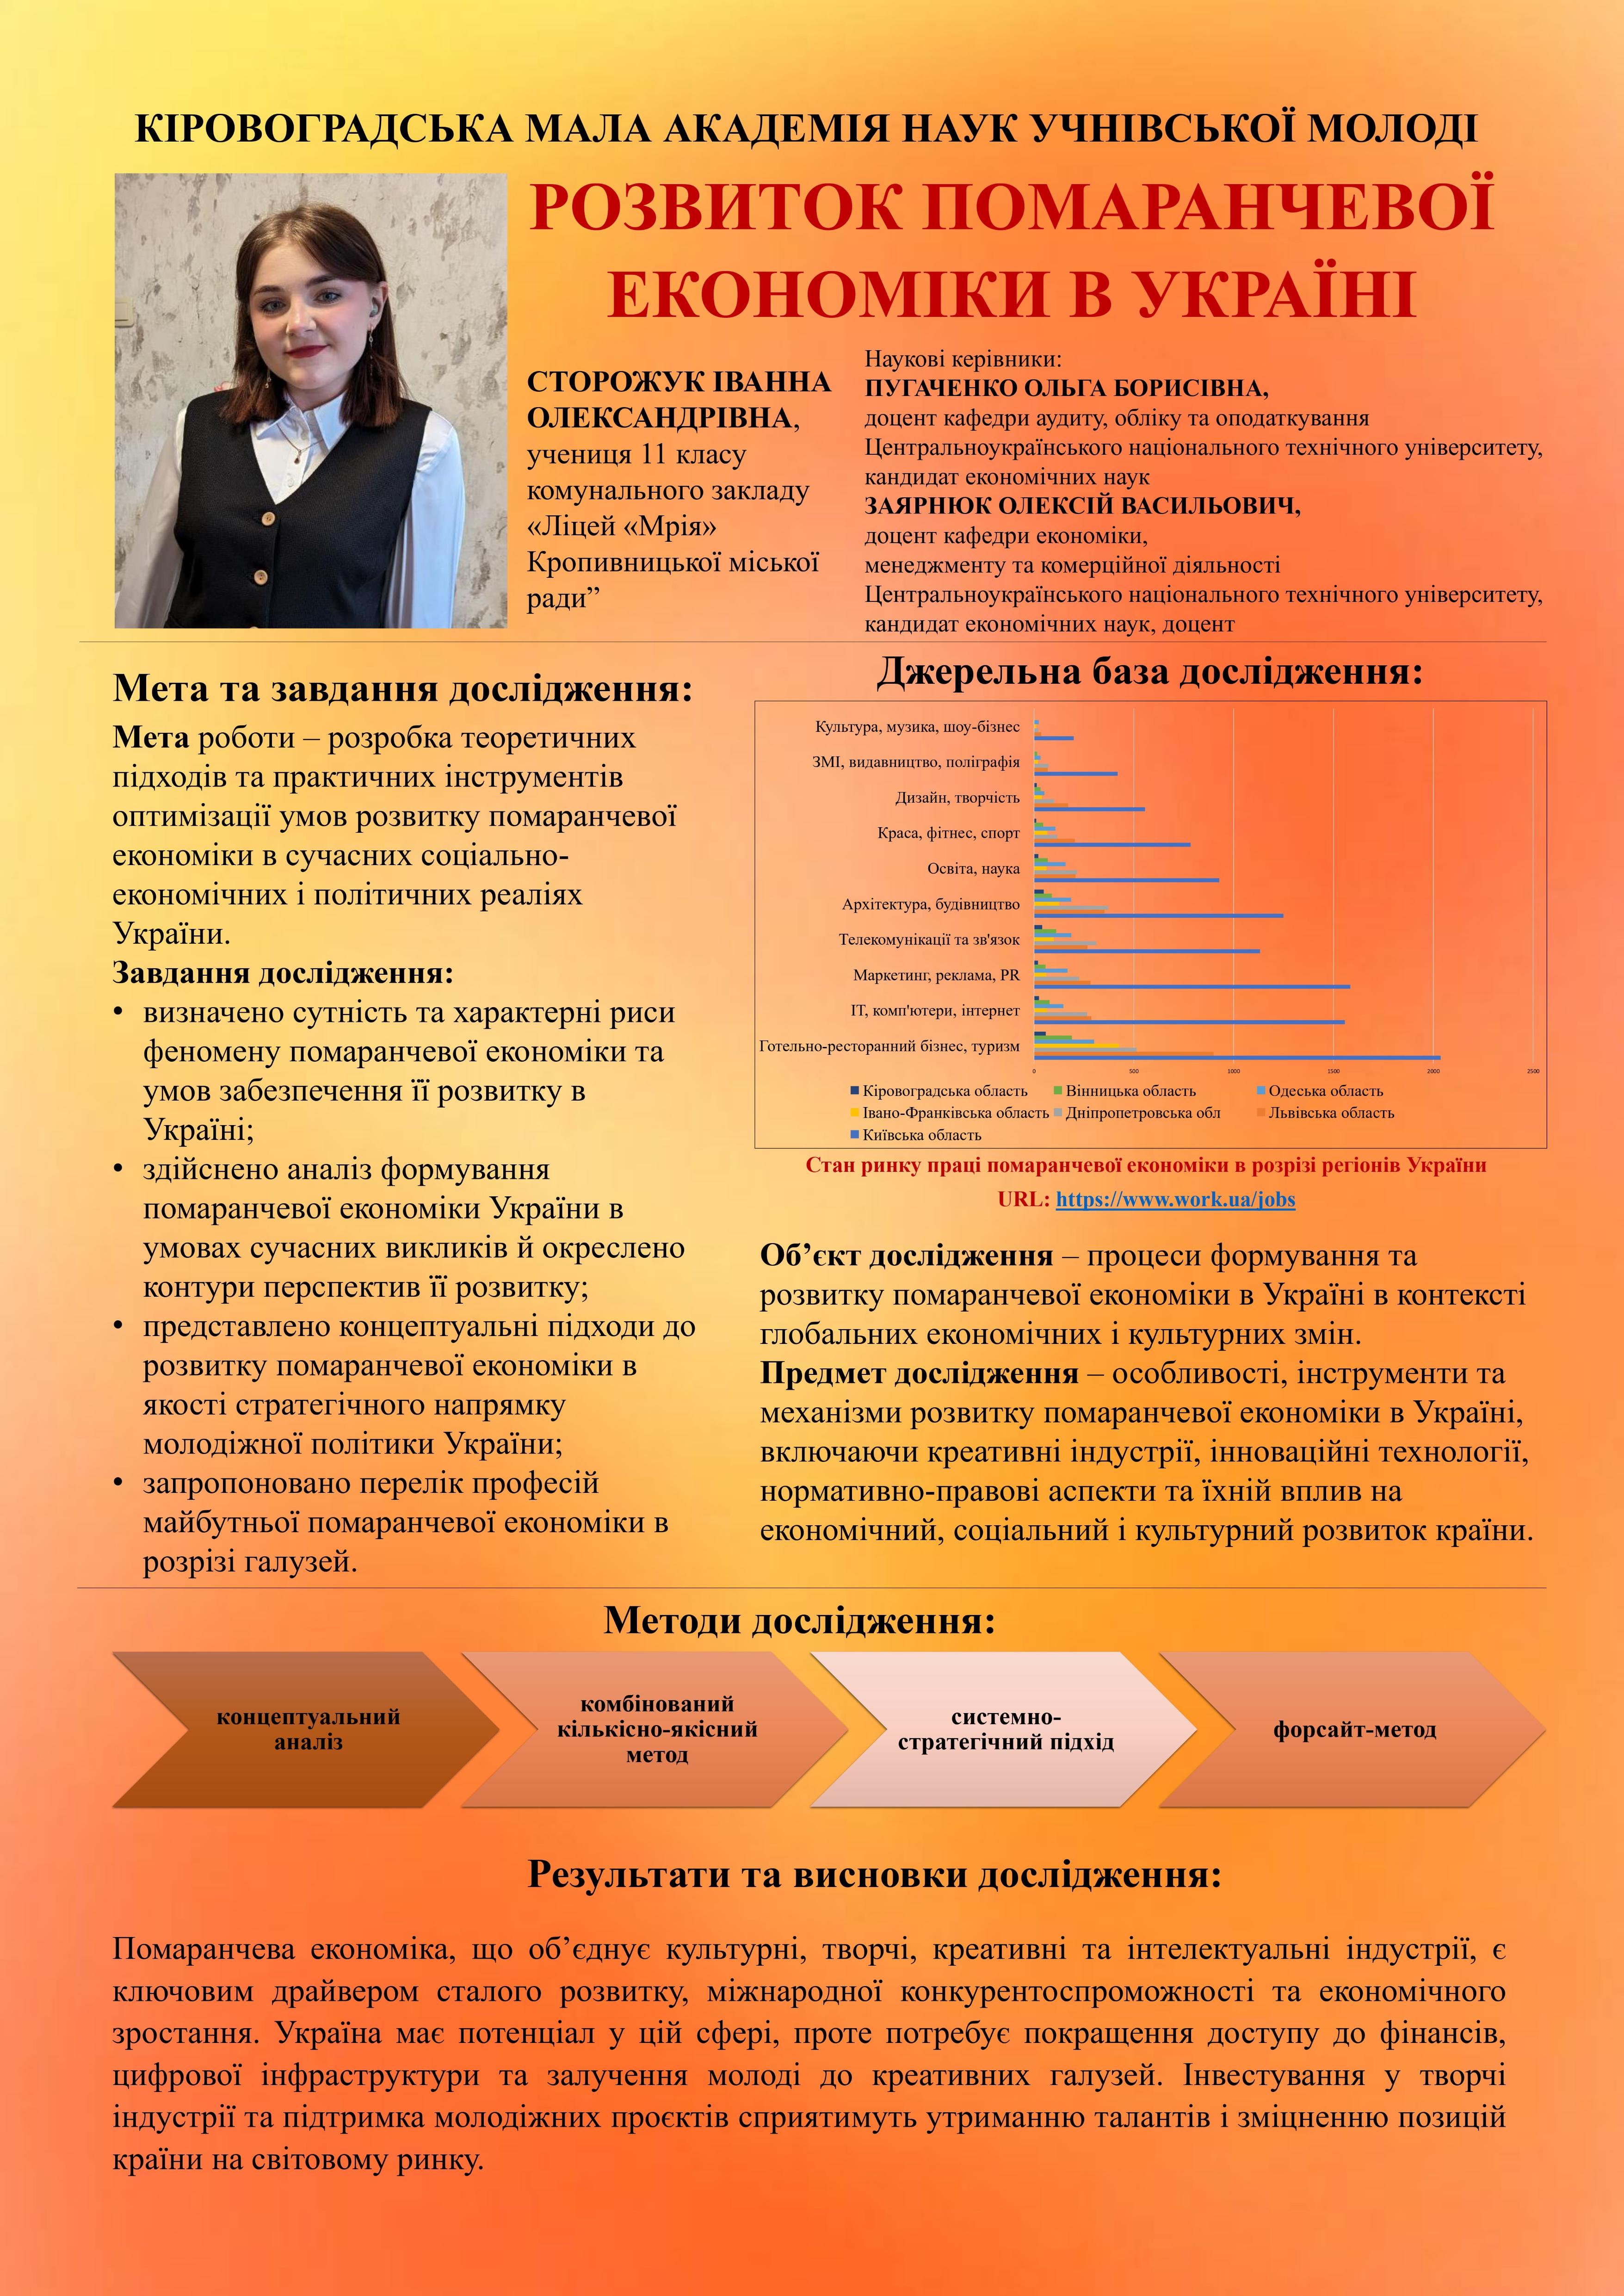 КІРОВОГРАДСЬКА МАЛА АКАДЕМІЯ НАУК УЧНІВСЬКОЇ МОЛОДІ
РОЗВИТОК ПОМАРАНЧЕВОЇ
ЕКОНОМІКИ В УКРАЇНІ
СТОРОЖУК ІВАННА
ОЛЕКСАНДРІВНА,
учениця 11 класу
комунального закладу
«Ліцей «Мрія»
Кропивницької міської
ради”
Наукові керівники:
ПУГАЧЕНКО ОЛЬГА БОРИСІВНА,
доцент кафедри аудиту, обліку та оподаткування
Центральноукраїнського національного технічного університету,
кандидат економічних наук
ЗАЯРНЮК ОЛЕКСІЙ ВАСИЛЬОВИЧ,
доцент кафедри економіки,
менеджменту та комерційної діяльності
Центральноукраїнського національного технічного університету,
кандидат економічних наук, доцент
Мета та завдання дослідження:
Мета роботи – розробка теоретичних
підходів та практичних інструментів
оптимізації умов розвитку помаранчевої
економіки в сучасних соціально-
економічних і політичних реаліях
України.
Завдання дослідження:
• визначено сутність та характерні риси
феномену помаранчевої економіки та
умов забезпечення її розвитку в
Україні;
• здійснено аналіз формування
помаранчевої економіки України в
умовах сучасних викликів й окреслено
контури перспектив її розвитку;
• представлено концептуальні підходи до
розвитку помаранчевої економіки в
якості стратегічного напрямку
молодіжної політики України;
• запропоновано перелік професій
майбутньої помаранчевої економіки в
розрізі галузей.
Джерельна база дослідження:
Культура, музика, шоу-бізнес
ЗМІ, видавництво, поліграфія
Дизайн, творчість
Краса, фітнес, спорт
Освіта, наука
Архітектура, будівництво
Телекомунікації та зв'язок
Маркетинг, реклама, PR
IT, комп'ютери, інтернет
Готельно-ресторанний бізнес, туризм
0 500 1000 1500 2000 2500
Кіровоградська область Вінницька область Одеська область
Івано-Франківська область Дніпропетровська обл Львівська область
Київська область
Стан ринку праці помаранчевої економіки в розрізі регіонів України
URL: https://www.work.ua/jobs
Об’єкт дослідження – процеси формування та
розвитку помаранчевої економіки в Україні в контексті
глобальних економічних і культурних змін.
Предмет дослідження – особливості, інструменти та
механізми розвитку помаранчевої економіки в Україні,
включаючи креативні індустрії, інноваційні технології,
нормативно-правові аспекти та їхній вплив на
економічний, соціальний і культурний розвиток країни.
Методи дослідження:
концептуальний
аналіз
комбінований
кількісно-якісний
метод
системно-
стратегічний підхід
форсайт-метод
Результати та висновки дослідження:
Помаранчева економіка, що об’єднує культурні, творчі, креативні та інтелектуальні індустрії, є
ключовим драйвером сталого розвитку, міжнародної конкурентоспроможності та економічного
зростання. Україна має потенціал у цій сфері, проте потребує покращення доступу до фінансів,
цифрової інфраструктури та залучення молоді до креативних галузей. Інвестування у творчі
індустрії та підтримка молодіжних проєктів сприятимуть утриманню талантів і зміцненню позицій
країни на світовому ринку.